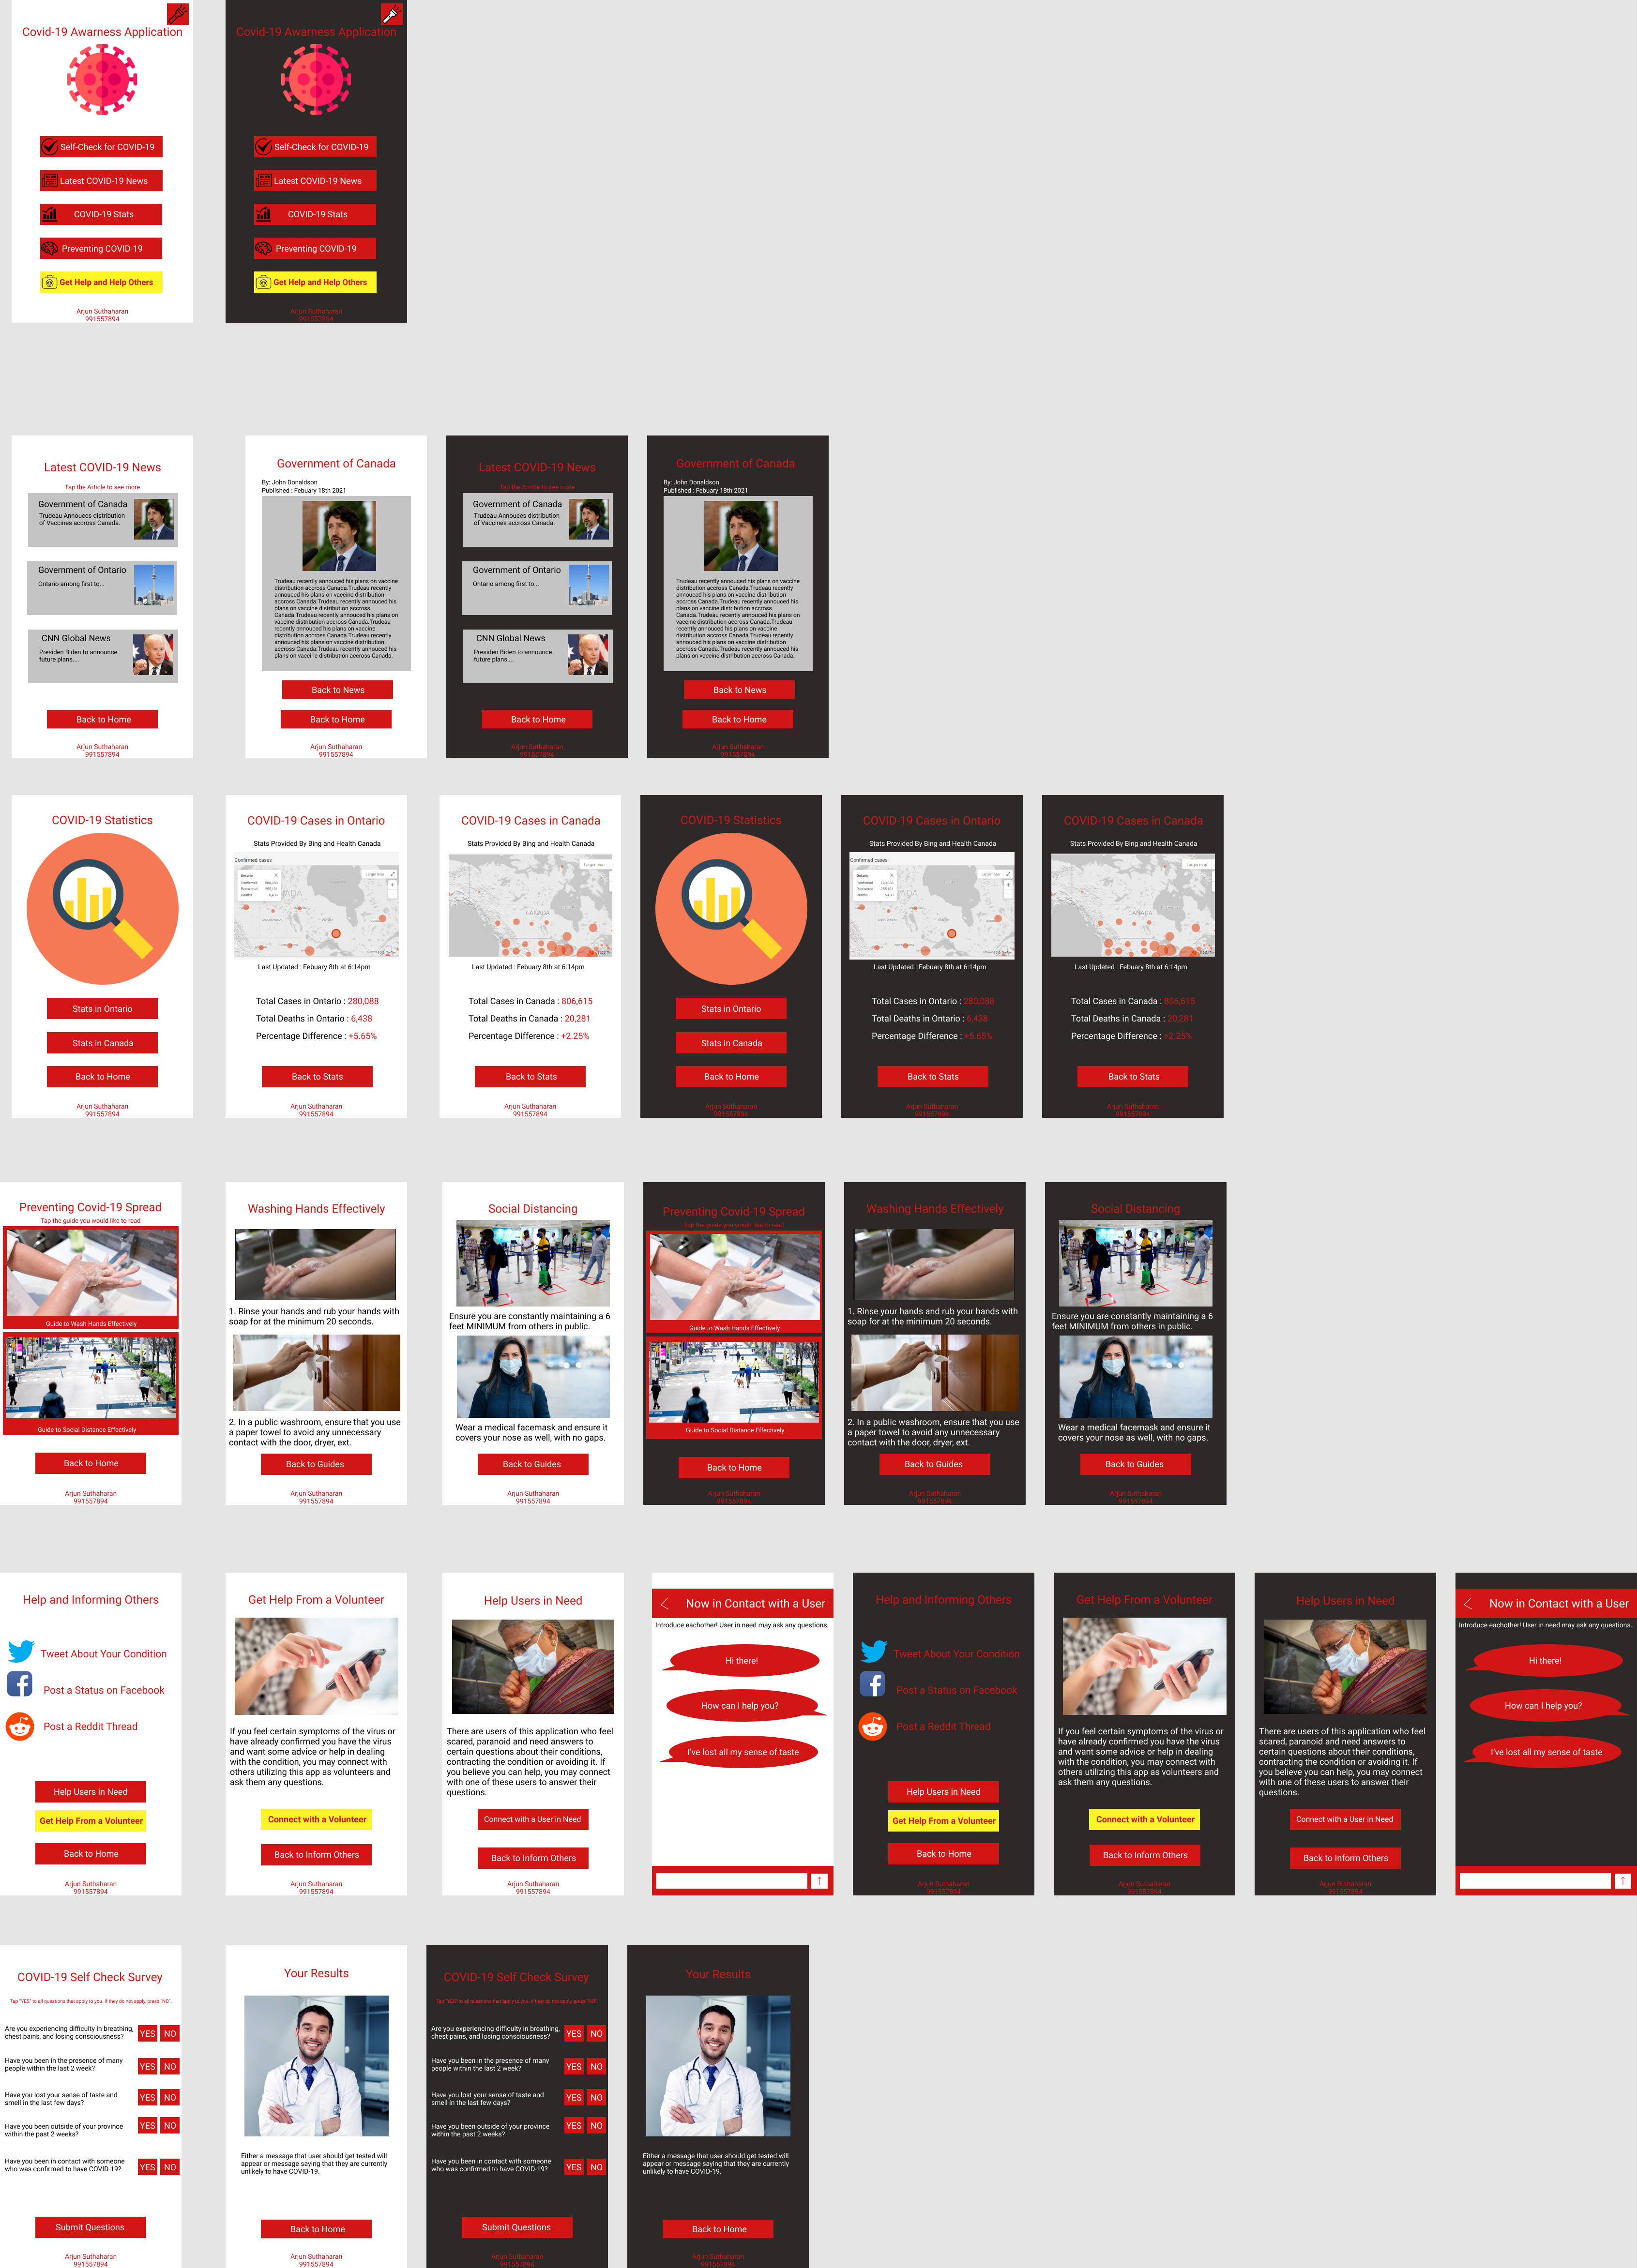 Covid-19 Awarness Application
Self-Check for COVID-19
Latest COVID-19 News
COVID-19 Stats
Preventing COVID-19
Get Help and Help Others
Arjun Suthaharan
991557894
Covid-19 Awarness Application
Self-Check for COVID-19
Latest COVID-19 News
COVID-19 Stats
Preventing COVID-19
Get Help and Help Others
Arjun Suthaharan
991557894
Latest COVID-19 News
Tap the Article to see more
Government of Canada
Trudeau Annouces distribution
of Vaccines accross Canada.
Government of Ontario
Ontario among first to...
CNN Global News
Presiden Biden to announce
future plans....
Back to Home
Arjun Suthaharan
991557894
Government of Canada
By: John Donaldson
Published : Febuary 18th 2021
Trudeau recently annouced his plans on vaccine
distribution accross Canada.Trudeau recently
annouced his plans on vaccine distribution
accross Canada.Trudeau recently annouced his
plans on vaccine distribution accross
Canada.Trudeau recently annouced his plans on
vaccine distribution accross Canada.Trudeau
recently annouced his plans on vaccine
distribution accross Canada.Trudeau recently
annouced his plans on vaccine distribution
accross Canada.Trudeau recently annouced his
plans on vaccine distribution accross Canada.
Back to News
Back to Home
Arjun Suthaharan
991557894
Latest COVID-19 News
Tap the Article to see more
Government of Canada
Trudeau Annouces distribution
of Vaccines accross Canada.
Government of Ontario
Ontario among first to...
CNN Global News
Presiden Biden to announce
future plans....
Back to Home
Arjun Suthaharan
991557894
Government of Canada
By: John Donaldson
Published : Febuary 18th 2021
Trudeau recently annouced his plans on vaccine
distribution accross Canada.Trudeau recently
annouced his plans on vaccine distribution
accross Canada.Trudeau recently annouced his
plans on vaccine distribution accross
Canada.Trudeau recently annouced his plans on
vaccine distribution accross Canada.Trudeau
recently annouced his plans on vaccine
distribution accross Canada.Trudeau recently
annouced his plans on vaccine distribution
accross Canada.Trudeau recently annouced his
plans on vaccine distribution accross Canada.
Back to News
Back to Home
Arjun Suthaharan
991557894
COVID-19 Statistics
Stats in Ontario
Stats in Canada
Back to Home
Arjun Suthaharan
991557894
COVID-19 Cases in Ontario
Stats Provided By Bing and Health Canada
Confirmed cases
Ontario
Confirmed 280,088
Recovered 255,191
Deaths 6,438
Larger map
Last Updated : Febuary 8th at 6:14pm
Total Cases in Ontario : 280,088
Total Deaths in Ontario : 6,438
Percentage Difference : +5.65%
Back to Stats
Arjun Suthaharan
991557894
COVID-19 Cases in Canada
Stats Provided By Bing and Health Canada
Larger map
CANADA
Last Updated : Febuary 8th at 6:14pm
Total Cases in Canada : 806,615
Total Deaths in Canada : 20,281
Percentage Difference : +2.25%
Back to Stats
Arjun Suthaharan
991557894
COVID-19 Statistics
Stats in Ontario
Stats in Canada
Back to Home
Arjun Suthaharan
991557894
COVID-19 Cases in Ontario
Stats Provided By Bing and Health Canada
Confirmed cases
Ontario
Confirmed 280,088
Recovered 255,191
Deaths 6,438
Larger map
Last Updated : Febuary 8th at 6:14pm
Total Cases in Ontario : 280,088
Total Deaths in Ontario : 6,438
Percentage Difference : +5.65%
Back to Stats
Arjun Suthaharan
991557894
COVID-19 Cases in Canada
Stats Provided By Bing and Health Canada
Larger map
CANADA
Last Updated : Febuary 8th at 6:14pm
Total Cases in Canada : 806,615
Total Deaths in Canada : 20,281
Percentage Difference : +2.25%
Back to Stats
Arjun Suthaharan
991557894
Preventing Covid-19 Spread
Tap the guide you would like to read
Guide to Wash Hands Effectively
Guide to Social Distance Effectively
Back to Home
Arjun Suthaharan
991557894
Washing Hands Effectively
1. Rinse your hands and rub your hands with
soap for at the minimum 20 seconds.
2. In a public washroom, ensure that you use
a paper towel to avoid any unnecessary
contact with the door, dryer, ext.
Back to Guides
Arjun Suthaharan
991557894
Social Distancing
Ensure you are constantly maintaining a 6
feet MINIMUM from others in public.
Wear a medical facemask and ensure it
covers your nose as well, with no gaps.
Back to Guides
Arjun Suthaharan
991557894
Preventing Covid-19 Spread
Tap the guide you would like to read
Guide to Wash Hands Effectively
Guide to Social Distance Effectively
Back to Home
Arjun Suthaharan
991557894
Washing Hands Effectively
1. Rinse your hands and rub your hands with
soap for at the minimum 20 seconds.
2. In a public washroom, ensure that you use
a paper towel to avoid any unnecessary
contact with the door, dryer, ext.
Back to Guides
Arjun Suthaharan
991557894
Social Distancing
Ensure you are constantly maintaining a 6
feet MINIMUM from others in public.
Wear a medical facemask and ensure it
covers your nose as well, with no gaps.
Back to Guides
Arjun Suthaharan
991557894
Help and Informing Others
Tweet About Your Condition
Post a Status on Facebook
Post a Reddit Thread
Help Users in Need
Get Help From a Volunteer
Back to Home
Arjun Suthaharan
991557894
Get Help From a Volunteer
If you feel certain symptoms of the virus or
have already confirmed you have the virus
and want some advice or help in dealing
with the condition, you may connect with
others utilizing this app as volunteers and
ask them any questions.
Connect with a Volunteer
Back to Inform Others
Arjun Suthaharan
991557894
Help Users in Need
There are users of this application who feel
scared, paranoid and need answers to
certain questions about their conditions,
contracting the condition or avoiding it. If
you believe you can help, you may connect
with one of these users to answer their
questions.
Connect with a User in Need
Back to Inform Others
Arjun Suthaharan
991557894
Now in Contact with a User
Introduce eachother! User in need may ask any questions.
Hi there!
How can I help you?
I've lost all my sense of taste
Help and Informing Others
Tweet About Your Condition
Post a Status on Facebook
Post a Reddit Thread
Help Users in Need
Get Help From a Volunteer
Back to Home
Arjun Suthaharan
991557894
Get Help From a Volunteer
If you feel certain symptoms of the virus or
have already confirmed you have the virus
and want some advice or help in dealing
with the condition, you may connect with
others utilizing this app as volunteers and
ask them any questions.
Connect with a Volunteer
Back to Inform Others
Arjun Suthaharan
991557894
Help Users in Need
There are users of this application who feel
scared, paranoid and need answers to
certain questions about their conditions,
contracting the condition or avoiding it. If
you believe you can help, you may connect
with one of these users to answer their
questions.
Connect with a User in Need
Back to Inform Others
Arjun Suthaharan
991557894
Now in Contact with a User
Introduce eachother! User in need may ask any questions.
Hi there!
How can I help you?
I've lost all my sense of taste
COVID-19 Self Check Survey
Tap "YES" to all questions that apply to you. If they do not apply, press "NO".
Are you experiencing difficulty in breathing,
chest pains, and losing consciousness?
YES NO
Have you been in the presence of many
people within the last 2 week?
YES NO
Have you lost your sense of taste and
smell in the last few days?
YES NO
Have you been outside of your province
within the past 2 weeks?
YES NO
Have you been in contact with someone
who was confirmed to have COVID-19?
YES NO
Submit Questions
Arjun Suthaharan
991557894
Your Results
Either a message that user should get tested will
appear or message saying that they are currently
unlikely to have COVID-19.
Back to Home
Arjun Suthaharan
991557894
COVID-19 Self Check Survey
Tap "YES" to all questions that apply to you. If they do not apply, press "NO".
Are you experiencing difficulty in breathing,
chest pains, and losing consciousness?
YES NO
Have you been in the presence of many
people within the last 2 week?
YES NO
Have you lost your sense of taste and
smell in the last few days?
YES NO
Have you been outside of your province
within the past 2 weeks?
YES NO
Have you been in contact with someone
who was confirmed to have COVID-19?
YES NO
Submit Questions
Arjun Suthaharan
991557894
Your Results
Either a message that user should get tested will
appear or message saying that they are currently
unlikely to have COVID-19.
Back to Home
Arjun Suthaharan
991557894